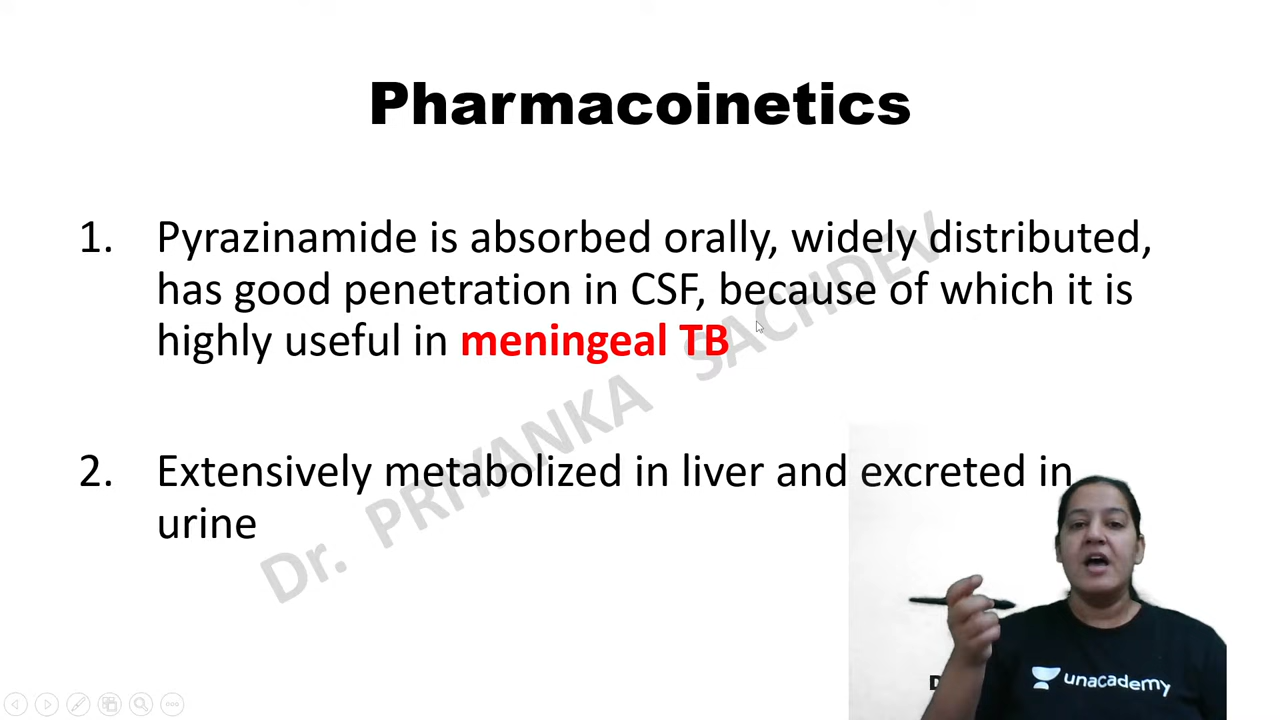 Pharmacoinetics
1. Pyrazinamide is absorbed orally, widely distributed,
has good penetration in CSF, because of which it is
highly useful in meningeal TB
2. Extensively metabolized in liver and excreted in
urine
Dr. PRIYANKA SACHDEV
unacademy